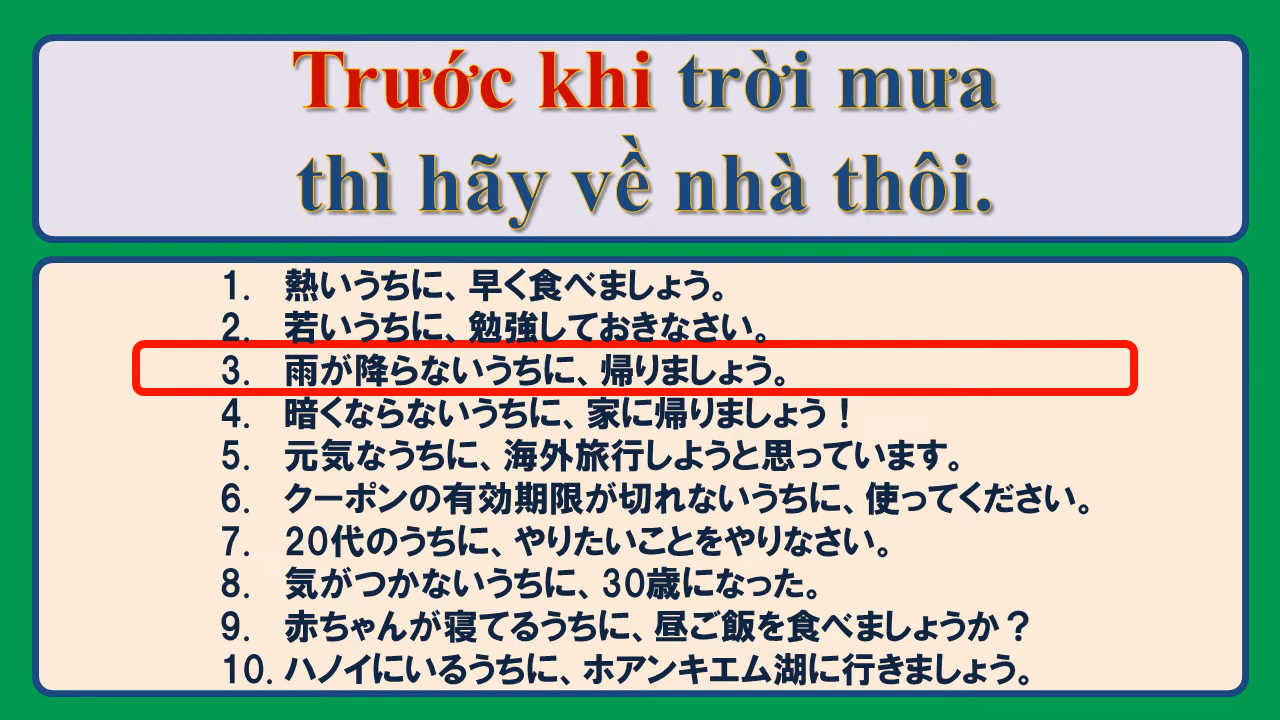 Trước khi trời mưa
thì hãy về nhà thôi.
1. 熱いうちに、早く食べましょう。
2. 若いうちに、勉強しておきなさい。
3. 雨が降らないうちに、帰りましょう。
4. 暗くならないうちに、家に帰りましょう！
5. 元気なうちに、海外旅行しようと思っています。
6. クーポンの有効期限が切れないうちに、使ってください。
7. 20代のうちに、やりたいことをやりなさい。
8. 気がつかないうちに、30歳になった。
9. 赤ちゃんが寝てるうちに、昼ご飯を食べましょうか？
10. ハノイにいるうちに、ホアンキエム湖に行きましょう。